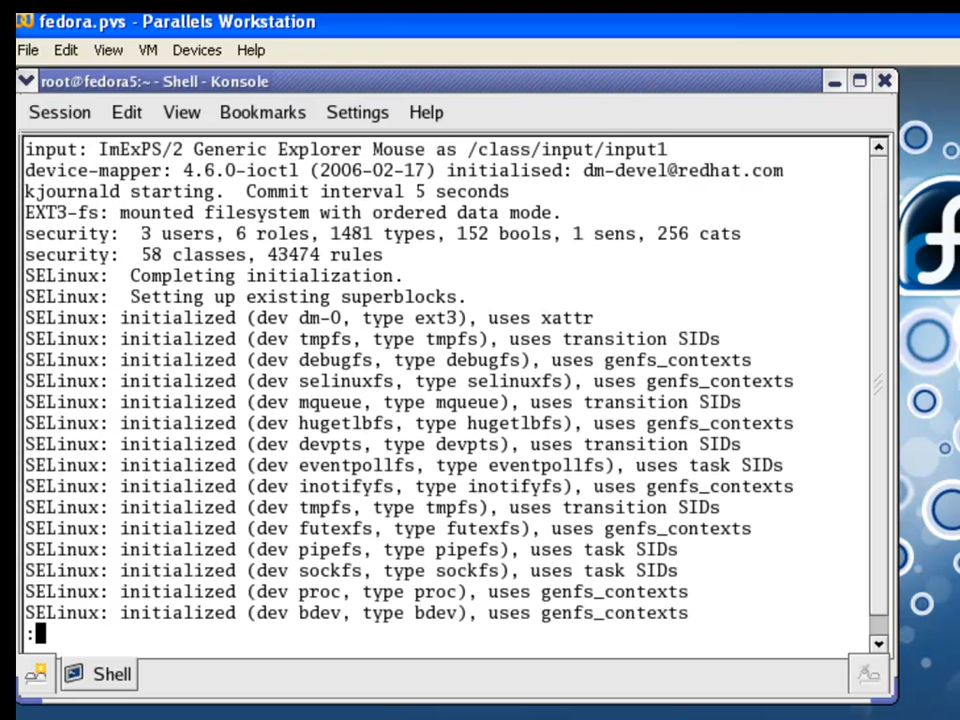 fedora.pvs - Parallels Workstation
File Edit View VM Devices Help
root@fedora5:~ - Shell - Konsole
Session Edit View Bookmarks Settings Help
input: ImExPS/2 Generic Explorer Mouse as /class/input/input1
device-mapper: 4.6.0-ioctl (2006-02-17) initialised: dm-devel@redhat.com
kjournald starting.  Commit interval 5 seconds
EXT3-fs: mounted filesystem with ordered data mode.
security:  3 users, 6 roles, 1481 types, 152 bools, 1 sens, 256 cats
security:  58 classes, 43474 rules
SELinux:  Completing initialization.
SELinux:  Setting up existing superblocks.
SELinux: initialized (dev dm-0, type ext3), uses xattr
SELinux: initialized (dev tmpfs, type tmpfs), uses transition SIDs
SELinux: initialized (dev debugfs, type debugfs), uses genfs_contexts
SELinux: initialized (dev selinuxfs, type selinuxfs), uses genfs_contexts
SELinux: initialized (dev mqueue, type mqueue), uses transition SIDs
SELinux: initialized (dev hugetlbfs, type hugetlbfs), uses genfs_contexts
SELinux: initialized (dev devpts, type devpts), uses transition SIDs
SELinux: initialized (dev eventpollfs, type eventpollfs), uses task SIDs
SELinux: initialized (dev inotifyfs, type inotifyfs), uses genfs_contexts
SELinux: initialized (dev tmpfs, type tmpfs), uses transition SIDs
SELinux: initialized (dev futexfs, type futexfs), uses genfs_contexts
SELinux: initialized (dev pipefs, type pipefs), uses task SIDs
SELinux: initialized (dev sockfs, type sockfs), uses task SIDs
SELinux: initialized (dev proc, type proc), uses genfs_contexts
SELinux: initialized (dev bdev, type bdev), uses genfs_contexts
:
Shell